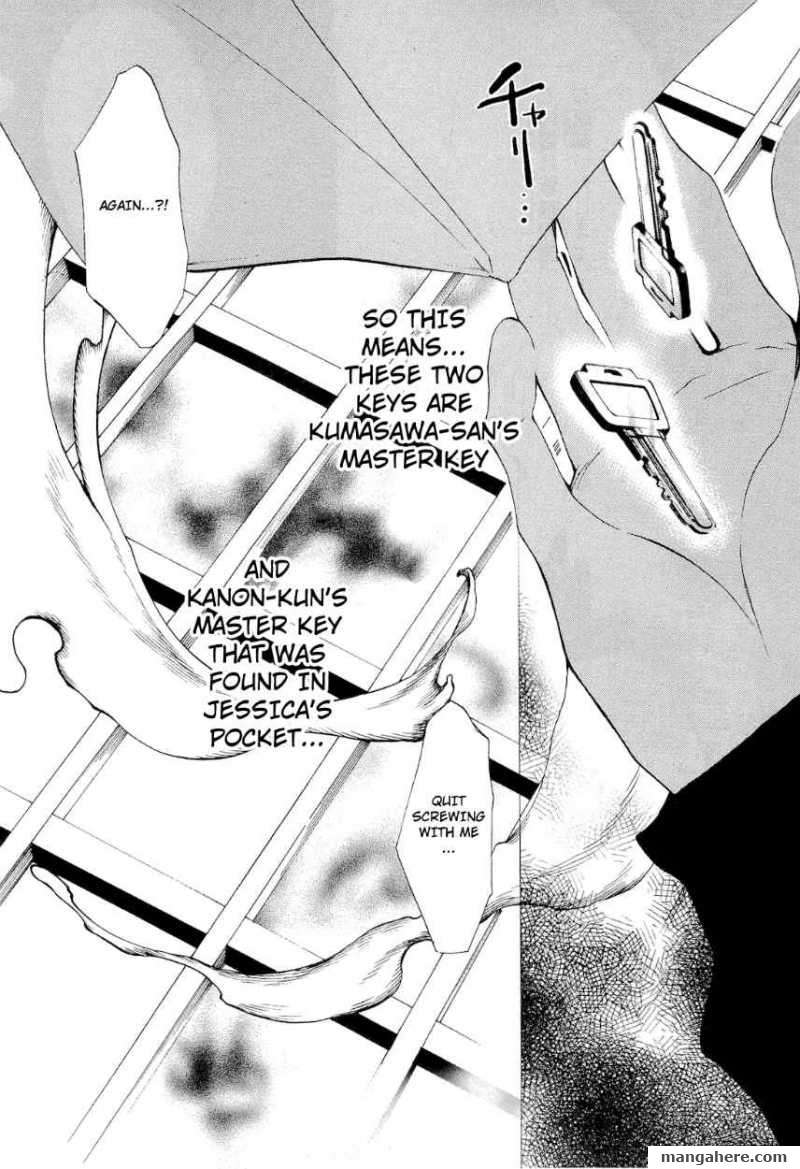 チャリ…
AGAIN...?!
SO THIS
MEANS...
THESE TWO
KEYS ARE
KUMASAWA-SAN'S
MASTER KEY
AND
KANON-KUN'S
MASTER KEY
THAT WAS
FOUND IN
JESSICA'S
POCKET...
QUIT
SCREWING
WITH ME
...
mangahere.com